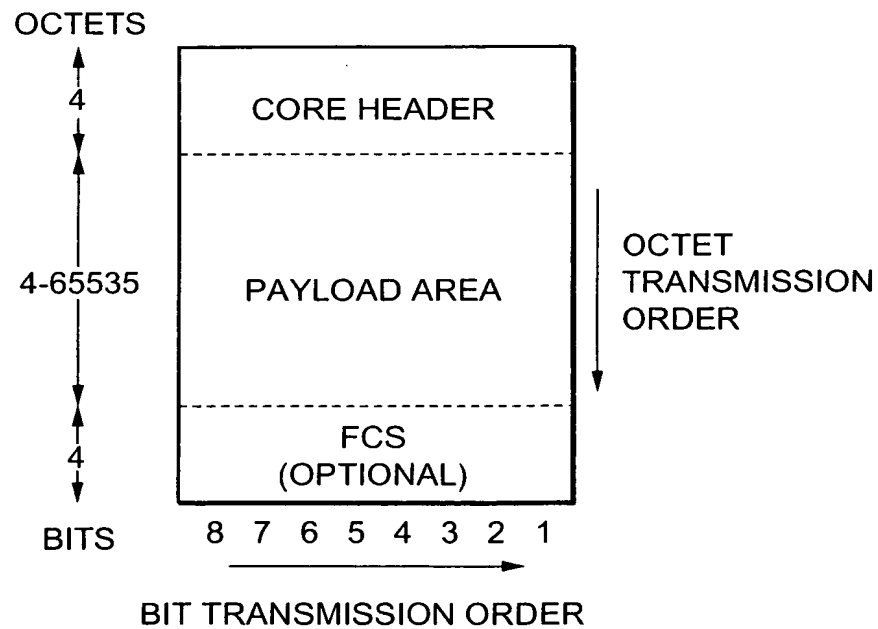 OCTETS
4
CORE HEADER
4-65535
PAYLOAD AREA
OCTET
TRANSMISSION
ORDER
4
FCS
(OPTIONAL)
BITS
8 7 6 5 4 3 2 1
BIT TRANSMISSION ORDER